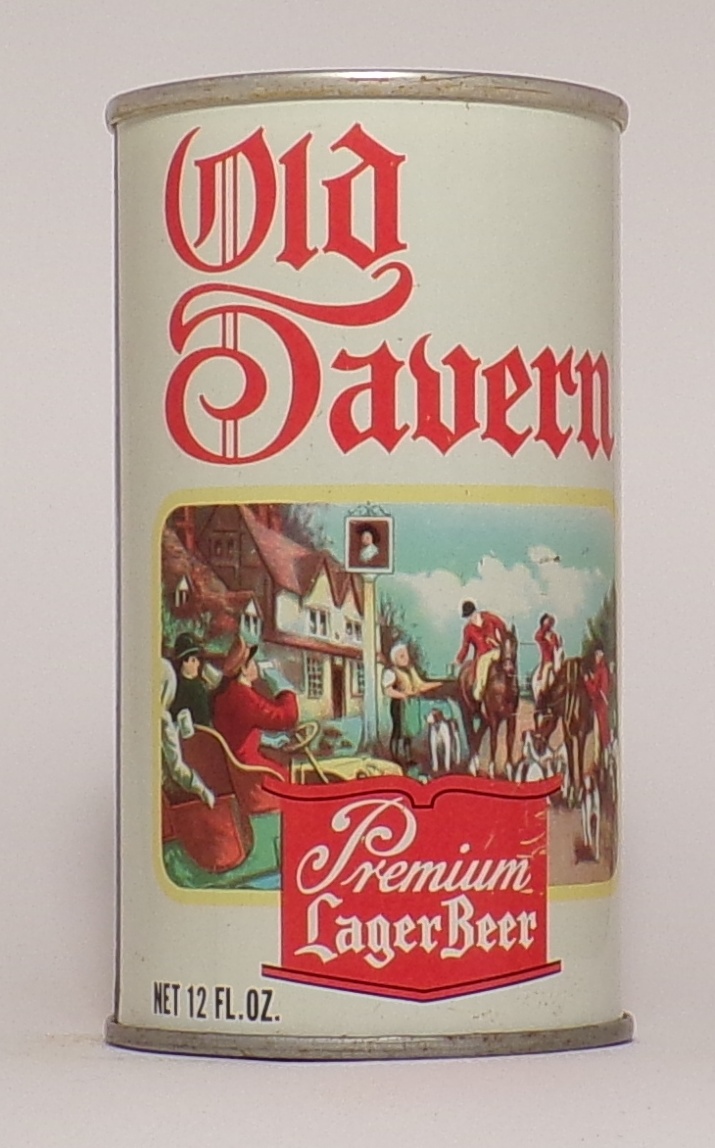 Old
Tavern
Premium
Lager Beer
NET 12 FL.OZ.